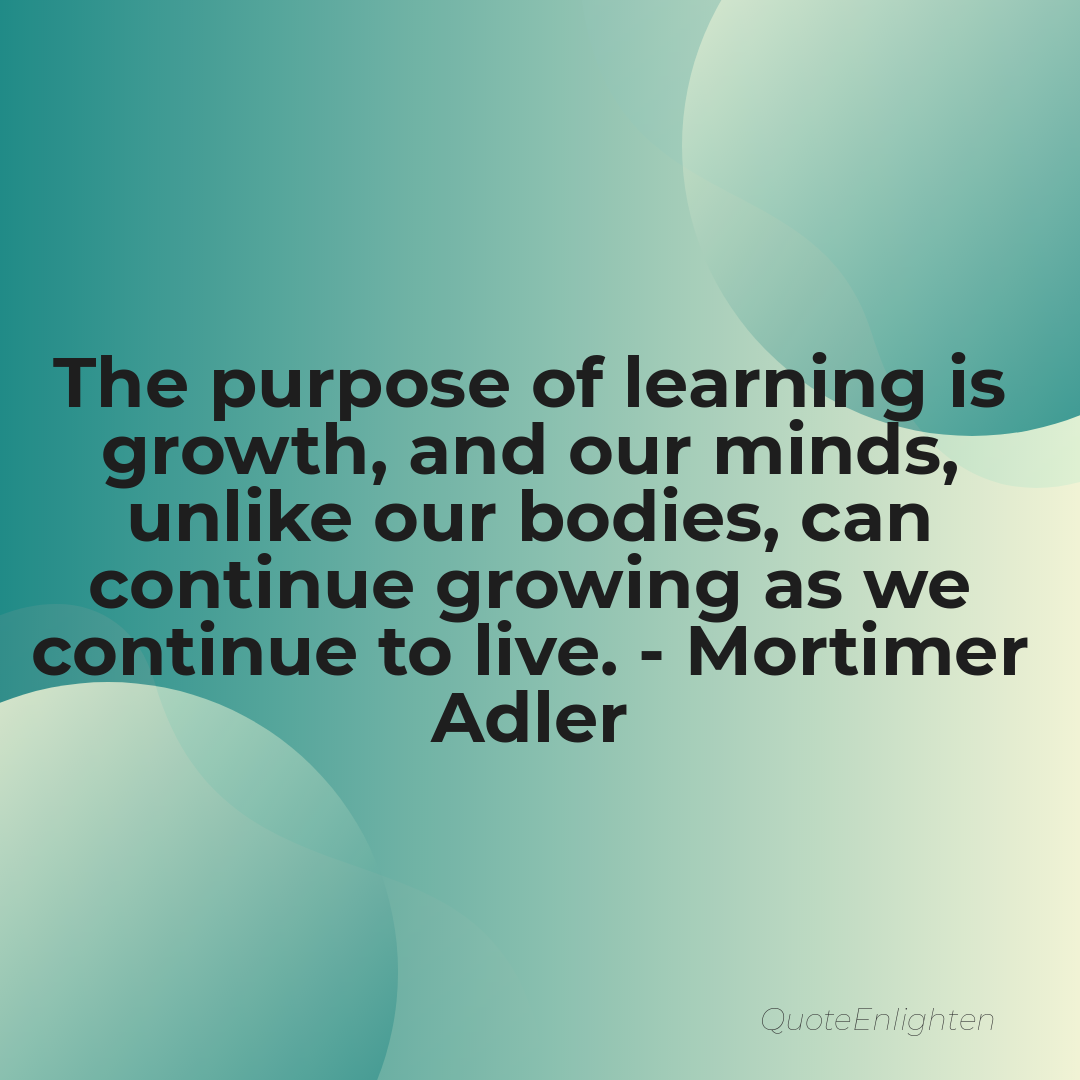 The purpose of learning is
growth, and our minds,
unlike our bodies, can
continue growing as we
continue to live. - Mortimer
Adler
QuoteEnlighten